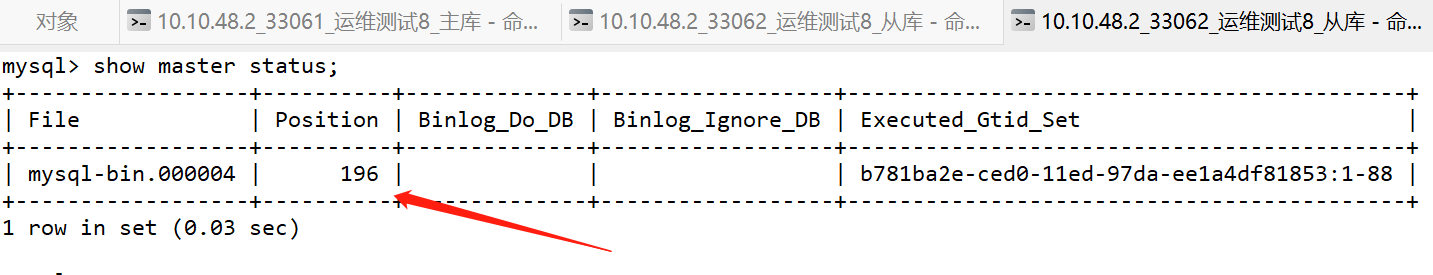 对象 10.10.48.2_33061_运维测试8_主库 - 命... 10.10.48.2_33062_运维测试8_从库 - 命... 10.10.48.2_33062_运维测试8_从库 - 命...
mysql> show master status;
+------------------+----------+--------------+------------------+-------------------------------------------+
| File             | Position | Binlog_Do_DB | Binlog_Ignore_DB | Executed_Gtid_Set                         |
+------------------+----------+--------------+------------------+-------------------------------------------+
| mysql-bin.000004 |      196 |              |                  | b781ba2e-ced0-11ed-97da-ee1a4df81853:1-88 |
+------------------+----------+--------------+------------------+-------------------------------------------+
1 row in set (0.03 sec)